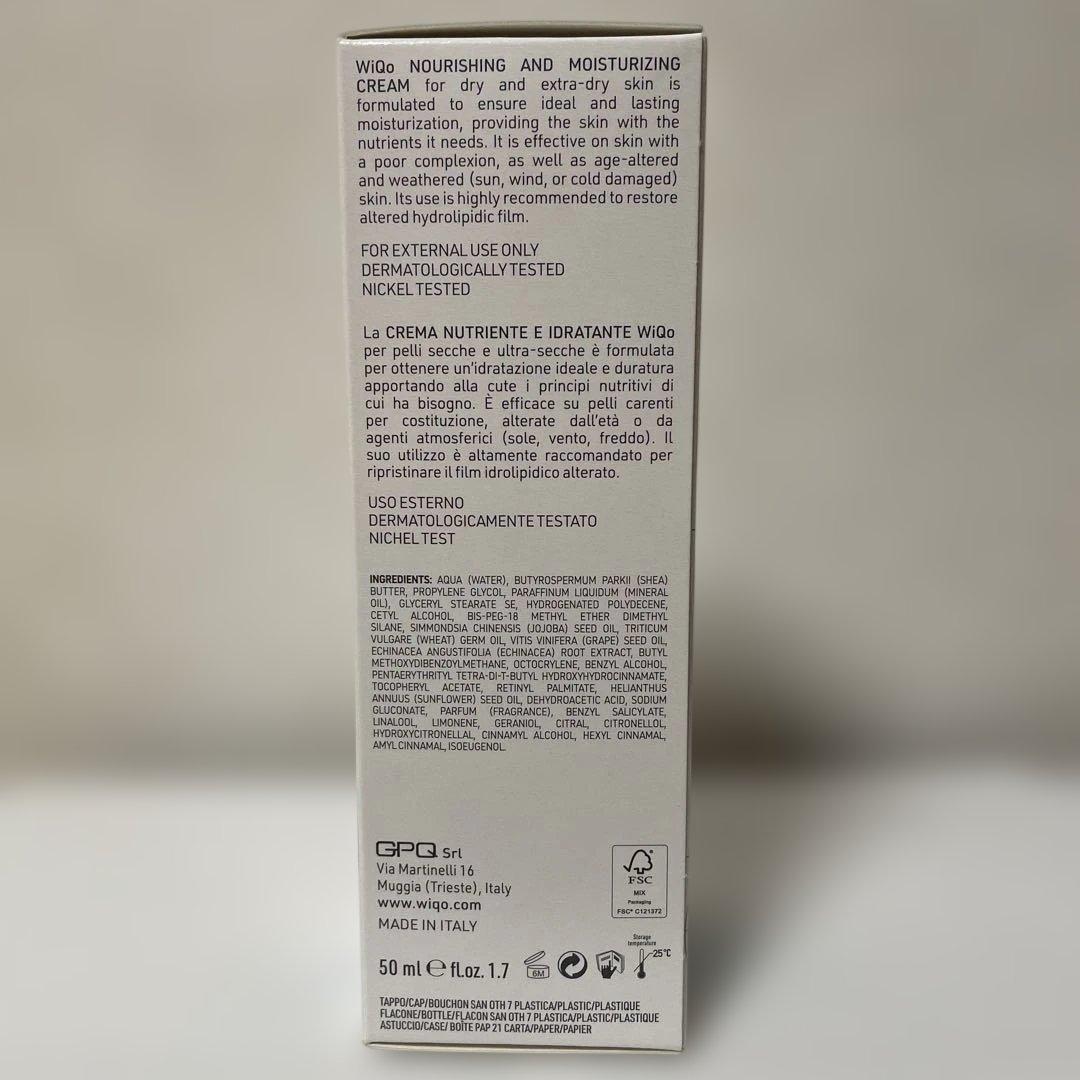 WiQo NOURISHING AND MOISTURIZING
CREAM for dry and extra-dry skin is
formulated to ensure ideal and lasting
moisturization, providing the skin with the
nutrients it needs. It is effective on skin with
a poor complexion, as well as age-altered
and weathered (sun, wind, or cold damaged)
skin. Its use is highly recommended to restore
altered hydrolipidic film.
FOR EXTERNAL USE ONLY
DERMATOLOGICALLY TESTED
NICKEL TESTED
La CREMA NUTRIENTE E IDRATANTE WiQo
per pelli secche e ultra-secche è formulata
per ottenere un'idratazione ideale e duratura
apportando alla cute i principi nutritivi di
cui ha bisogno. È efficace su pelli carenti
per costituzione, alterate dall'età o da
agenti atmosferici (sole, vento, freddo). Il
suo utilizzo è altamente raccomandato per
ripristinare il film idrolipidico alterato.
USO ESTERNO
DERMATOLOGICAMENTE TESTATO
NICHEL TEST
INGREDIENTS: AQUA (WATER), BUTYROSPERMUM PARKII (SHEA)
BUTTER, PROPYLENE GLYCOL, PARAFFINUM LIQUIDUM (MINERAL
OIL), GLYCERYL STEARATE SE, HYDROGENATED POLYDECENE,
CETYL ALCOHOL, BIS-PEG-18 METHYL ETHER DIMETHYL
SILANE, SIMMONDSIA CHINENSIS (JOJOBA) SEED OIL, TRITICUM
VULGARE (WHEAT) GERM OIL, VITIS VINIFERA (GRAPE) SEED OIL,
ECHINACEA ANGUSTIFOLIA (ECHINACEA) ROOT EXTRACT, BUTYL
METHOXYDIBENZOYLMETHANE, OCTOCRYLENE, BENZYL ALCOHOL,
PENTAERYTHRITYL TETRA-DI-T-BUTYL HYDROXYHYDROCINNAMATE,
TOCOPHERYL ACETATE, RETINYL PALMITATE, HELIANTHUS
ANNUUS (SUNFLOWER) SEED OIL, DEHYDROACETIC ACID, SODIUM
GLUCONATE, PARFUM (FRAGRANCE), BENZYL SALICYLATE,
LINALOOL, LIMONENE, GERANIOL, CITRAL, CITRONELLOL,
HYDROXYCITRONELLAL, CINNAMYL ALCOHOL, HEXYL CINNAMAL,
AMYL CINNAMAL, ISOEUGENOL.
GPQ Srl
Via Martinelli 16
Muggia (Trieste), Italy
www.wiqo.com
MADE IN ITALY
FSC
MIX
Packaging
FSC® C121372
Storage
temperature
25°C
50 ml ℮ fl.oz. 1.7
6M
TAPPO/CAP/BOUCHON SAN OTH 7 PLASTICA/PLASTIC/PLASTIQUE
FLACONE/BOTTLE/FLACON SAN OTH 7 PLASTICA/PLASTIC/PLASTIQUE
ASTUCCIO/CASE/ BOÎTE PAP 21 CARTA/PAPER/PAPIER